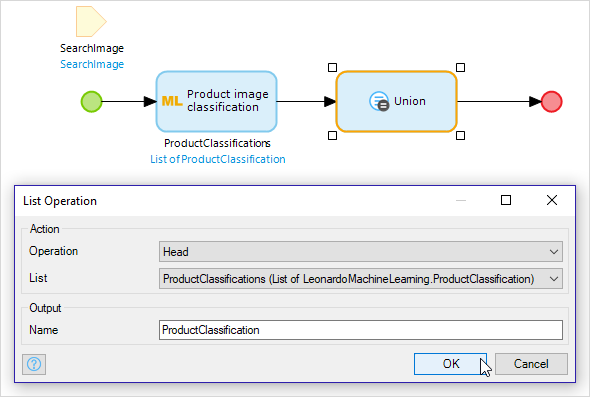 SearchImage
SearchImage
ML Product image
classification
Union
ProductClassifications
List of ProductClassification
List Operation
Action
Operation
Head
List
ProductClassifications (List of LeonardoMachineLearning.ProductClassification)
Output
Name
ProductClassification
?
OK
Cancel